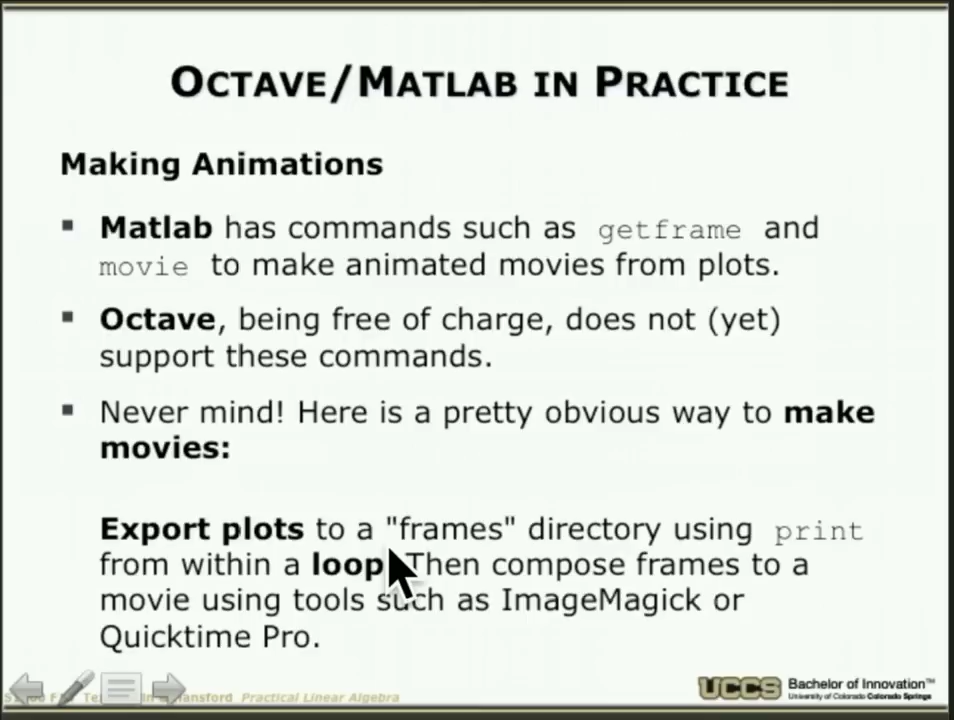 OCTAVE/MATLAB IN PRACTICE
Making Animations
▪ Matlab has commands such as getframe and
movie to make animated movies from plots.
▪ Octave, being free of charge, does not (yet)
support these commands.
▪ Never mind! Here is a pretty obvious way to make
movies:
Export plots to a "frames" directory using print
from within a loop Then compose frames to a
movie using tools such as ImageMagick or
Quicktime Pro.
Practical Linear Algebra
UCCS
Bachelor of Innovation™
University of Colorado Colorado Springs